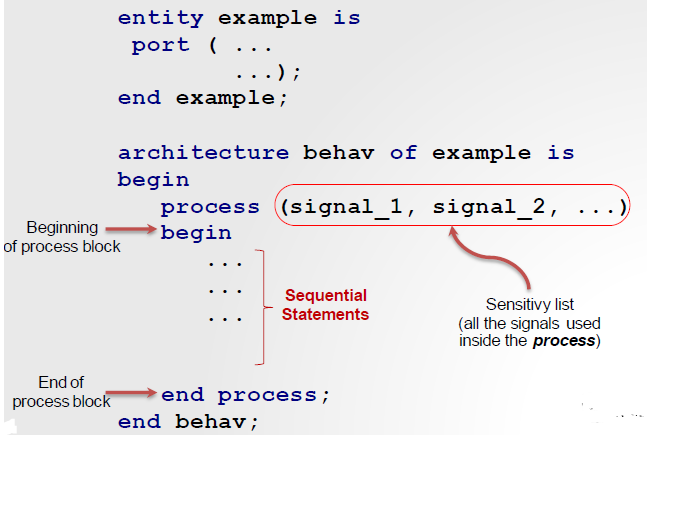 entity example is
port ( ...
...);
end example;
architecture behav of example is
begin
process (signal_1, signal_2, ...)
Beginning
of process block
begin
...
...
...
Sequential
Statements
Sensitivy list
(all the signals used
inside the process)
End of
process block
end process;
end behav;